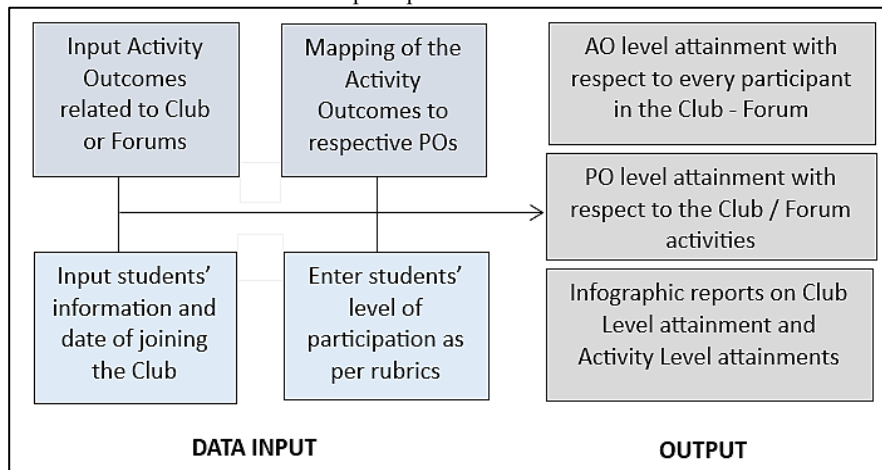 Input Activity
Outcomes
related to Club
or Forums
Mapping of the
Activity
Outcomes to
respective POs
AO level attainment with
respect to every participant
in the Club - Forum
PO level attainment with
respect to the Club / Forum
activities
Input students'
information and
date of joining
the Club
Enter students'
level of
participation as
per rubrics
Infographic reports on Club
Level attainment and
Activity Level attainments
DATA INPUT
OUTPUT